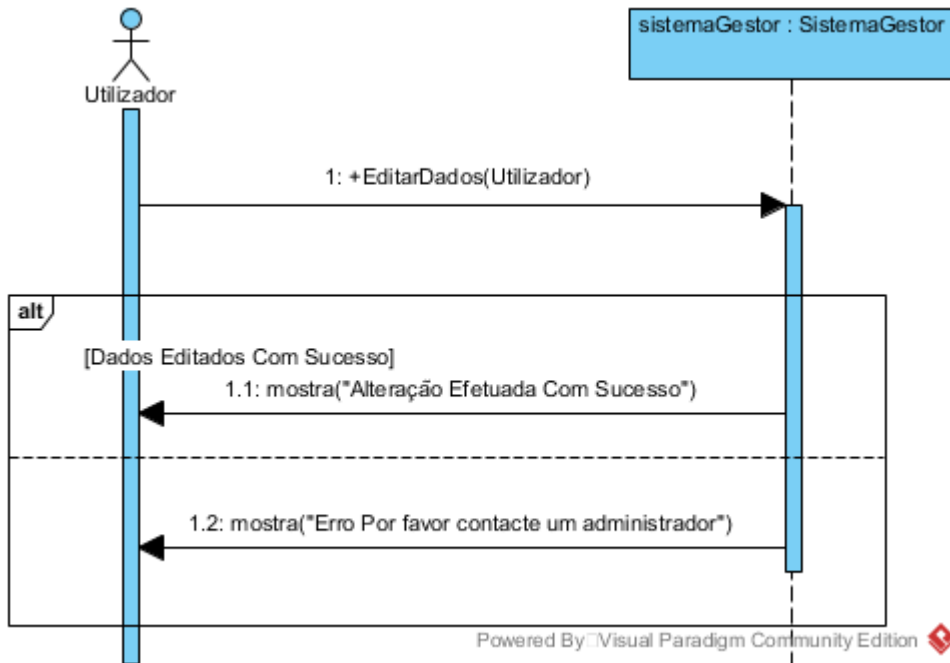 sistemaGestor : SistemaGestor
Utilizador
1: +EditarDados(Utilizador)
alt
[Dados Editados Com Sucesso]
1.1: mostra("Alteração Efetuada Com Sucesso")
1.2: mostra("Erro Por favor contacte um administrador")
Powered By Visual Paradigm Community Edition